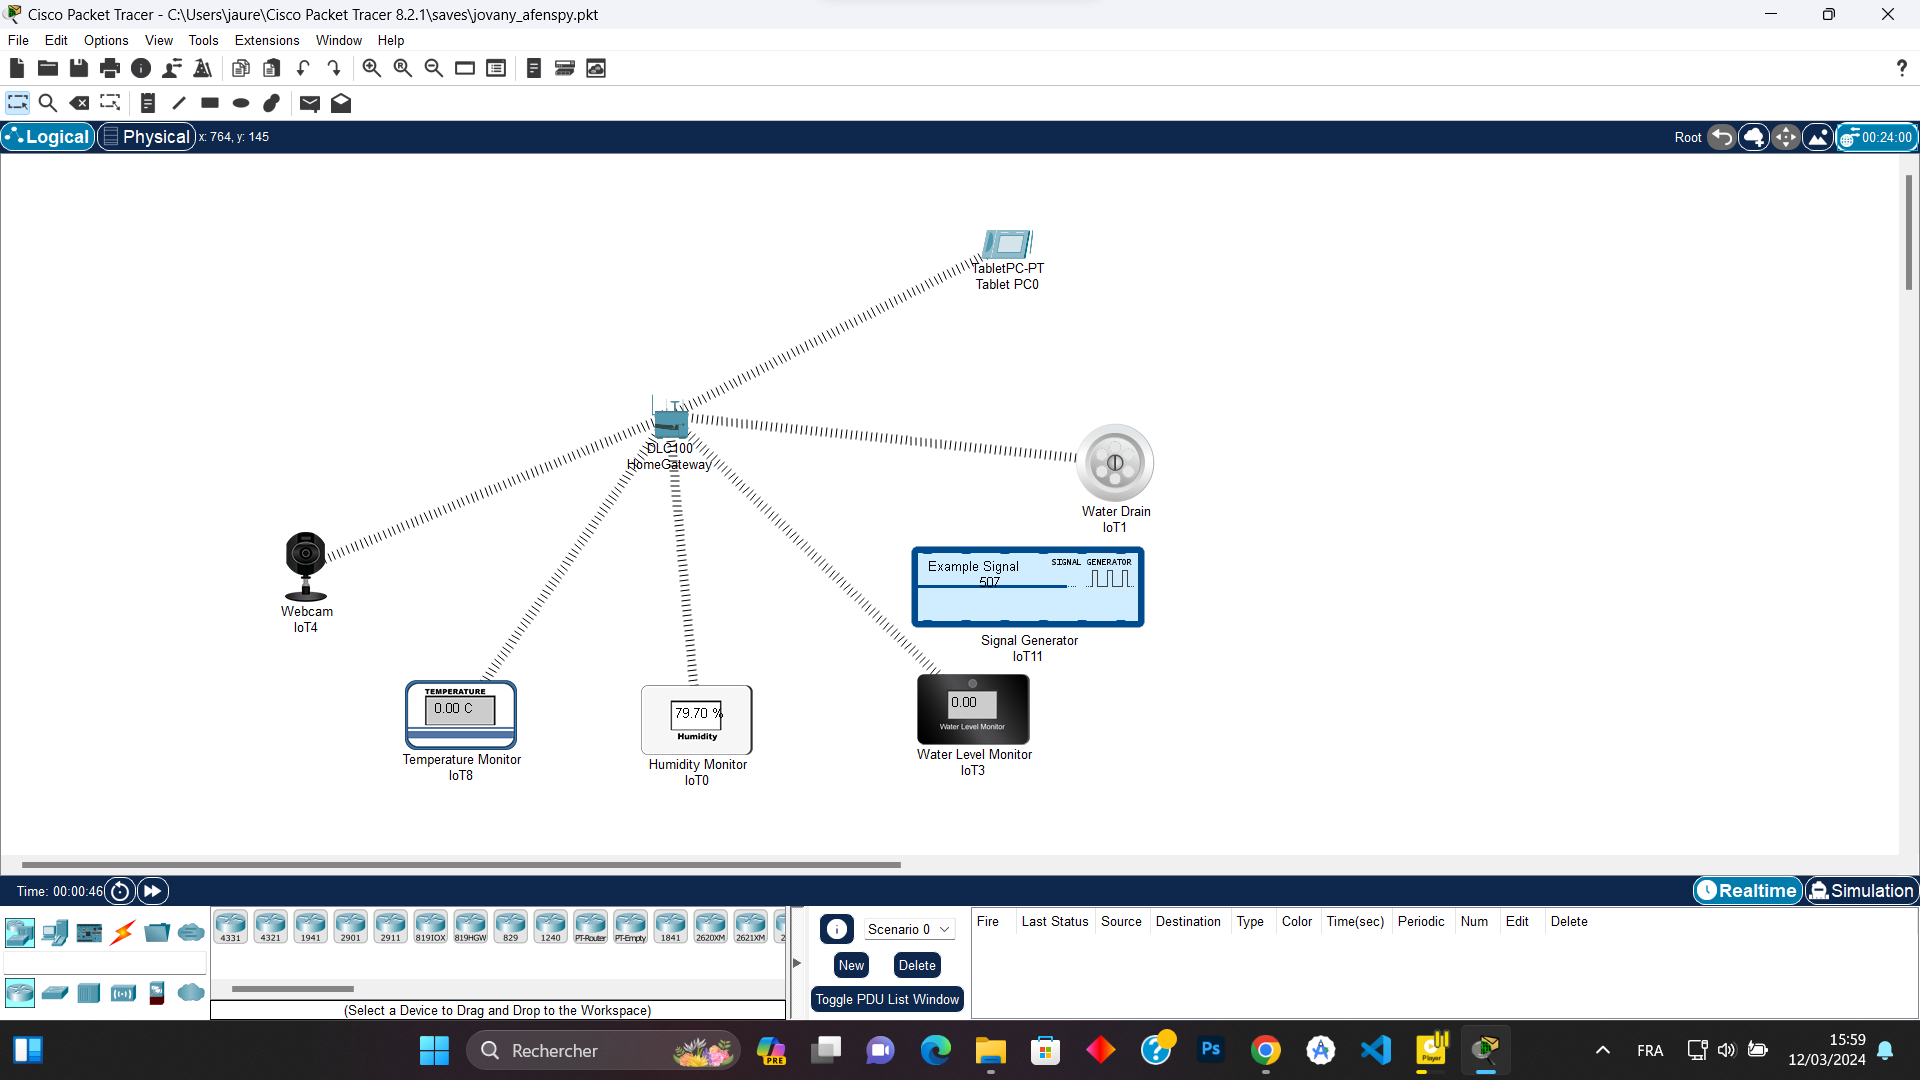 Cisco Packet Tracer - C:\Users\jaure\Cisco Packet Tracer 8.2.1\saves\jovany_afenspy.pkt
File Edit Options View Tools Extensions Window Help
?
Logical Physical x: 764, y: 145 Root 00:24:00
TabletPC-PT
Tablet PC0
DLC100
HomeGateway
Water Drain
IoT1
Example Signal
507
SIGNAL GENERATOR
Signal Generator
IoT11
Webcam
IoT4
TEMPERATURE
0.00 C
Temperature Monitor
IoT8
79.70 %
Humidity
Humidity Monitor
IoT0
0.00
Water Level Monitor
Water Level Monitor
IoT3
Time: 00:00:46 Realtime Simulation
4331 4321 1941 2901 2911 819IOX 819HGW 829 1240 PT-Router PT-Empty 1841 2620XM 2621XM 2
(Select a Device to Drag and Drop to the Workspace)
Scenario 0
New Delete
Toggle PDU List Window
Fire Last Status Source Destination Type Color Time(sec) Periodic Num Edit Delete
Rechercher
PRE
Ps
Player
FRA
15:59
12/03/2024